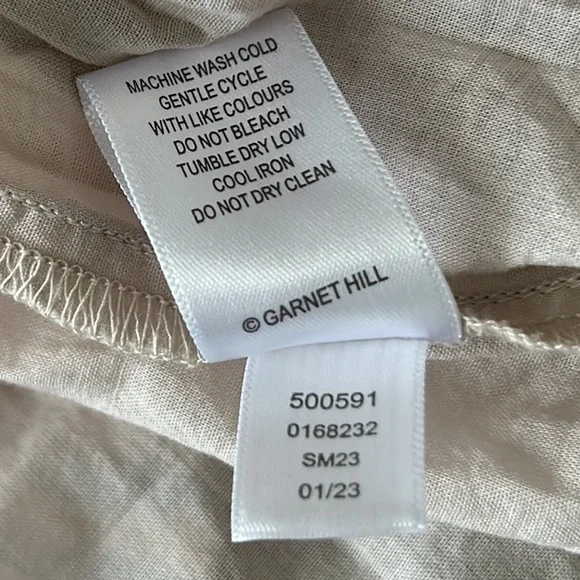 MACHINE WASH COLD
GENTLE CYCLE
WITH LIKE COLOURS
DO NOT BLEACH
TUMBLE DRY LOW
COOL IRON
DO NOT DRY CLEAN
© GARNET HILL
500591
0168232
SM23
01/23